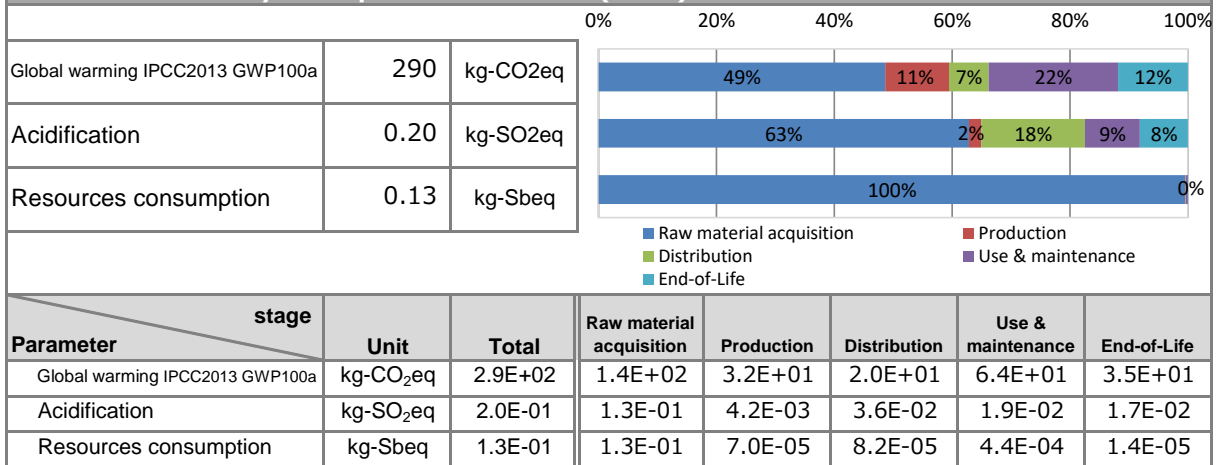 0% 20% 40% 60% 80% 100%
Global warming IPCC2013 GWP100a 290 kg-CO2eq 49% 11% 7% 22% 12%
Acidification 0.20 kg-SO2eq 63% 2% 18% 9% 8%
Resources consumption 0.13 kg-Sbeq 100% 0%
Raw material acquisition Production
Distribution Use & maintenance
End-of-Life
stage
Parameter Unit Total Raw material acquisition Production Distribution Use & maintenance End-of-Life
Global warming IPCC2013 GWP100a kg-CO₂eq 2.9E+02 1.4E+02 3.2E+01 2.0E+01 6.4E+01 3.5E+01
Acidification kg-SO₂eq 2.0E-01 1.3E-01 4.2E-03 3.6E-02 1.9E-02 1.7E-02
Resources consumption kg-Sbeq 1.3E-01 1.3E-01 7.0E-05 8.2E-05 4.4E-04 1.4E-05